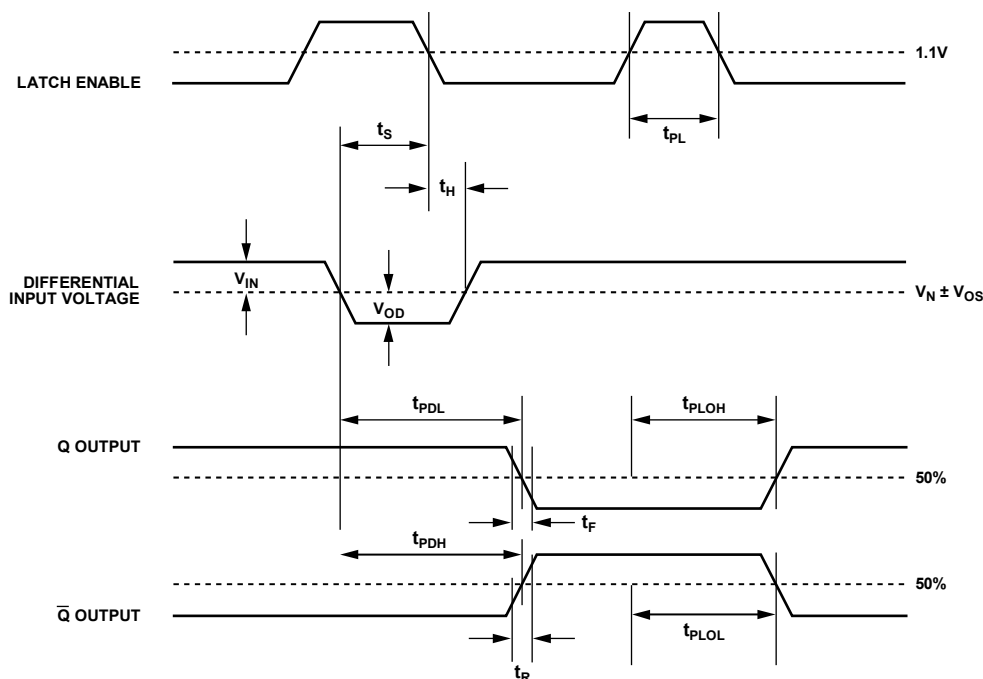 1.1V
LATCH ENABLE
tS
tPL
tH
VIN
DIFFERENTIAL
INPUT VOLTAGE
VN ± VOS
VOD
tPDL
tPLOH
Q OUTPUT
50%
tF
tPDH
50%
Q̅ OUTPUT
tPLOL
tR